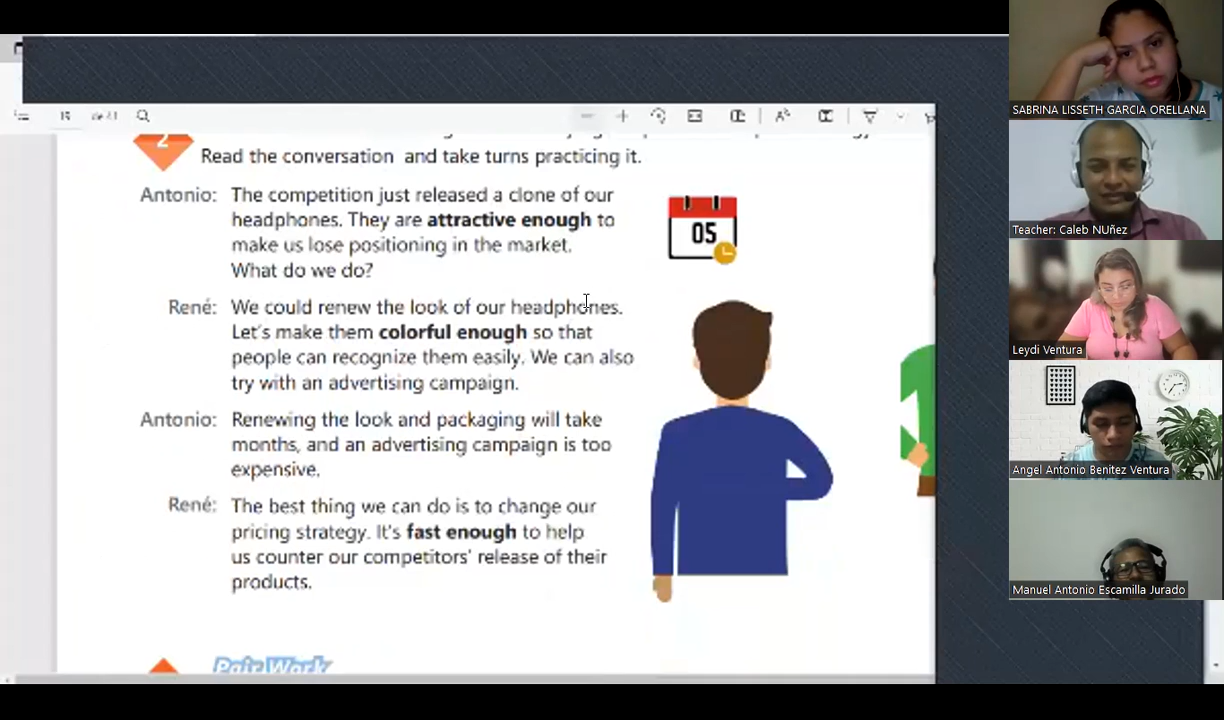 SABRINA LISSETH GARCIA ORELLANA
Teacher: Caleb NUñez
Leydi Ventura
Angel Antonio Benitez Ventura
Manuel Antonio Escamilla Jurado
19 de 41
2
Read the conversation and take turns practicing it.
Antonio: The competition just released a clone of our
headphones. They are attractive enough to
make us lose positioning in the market.
What do we do?
René: We could renew the look of our headphones.
Let's make them colorful enough so that
people can recognize them easily. We can also
try with an advertising campaign.
Antonio: Renewing the look and packaging will take
months, and an advertising campaign is too
expensive.
René: The best thing we can do is to change our
pricing strategy. It's fast enough to help
us counter our competitors' release of their
products.
05
Pair Work